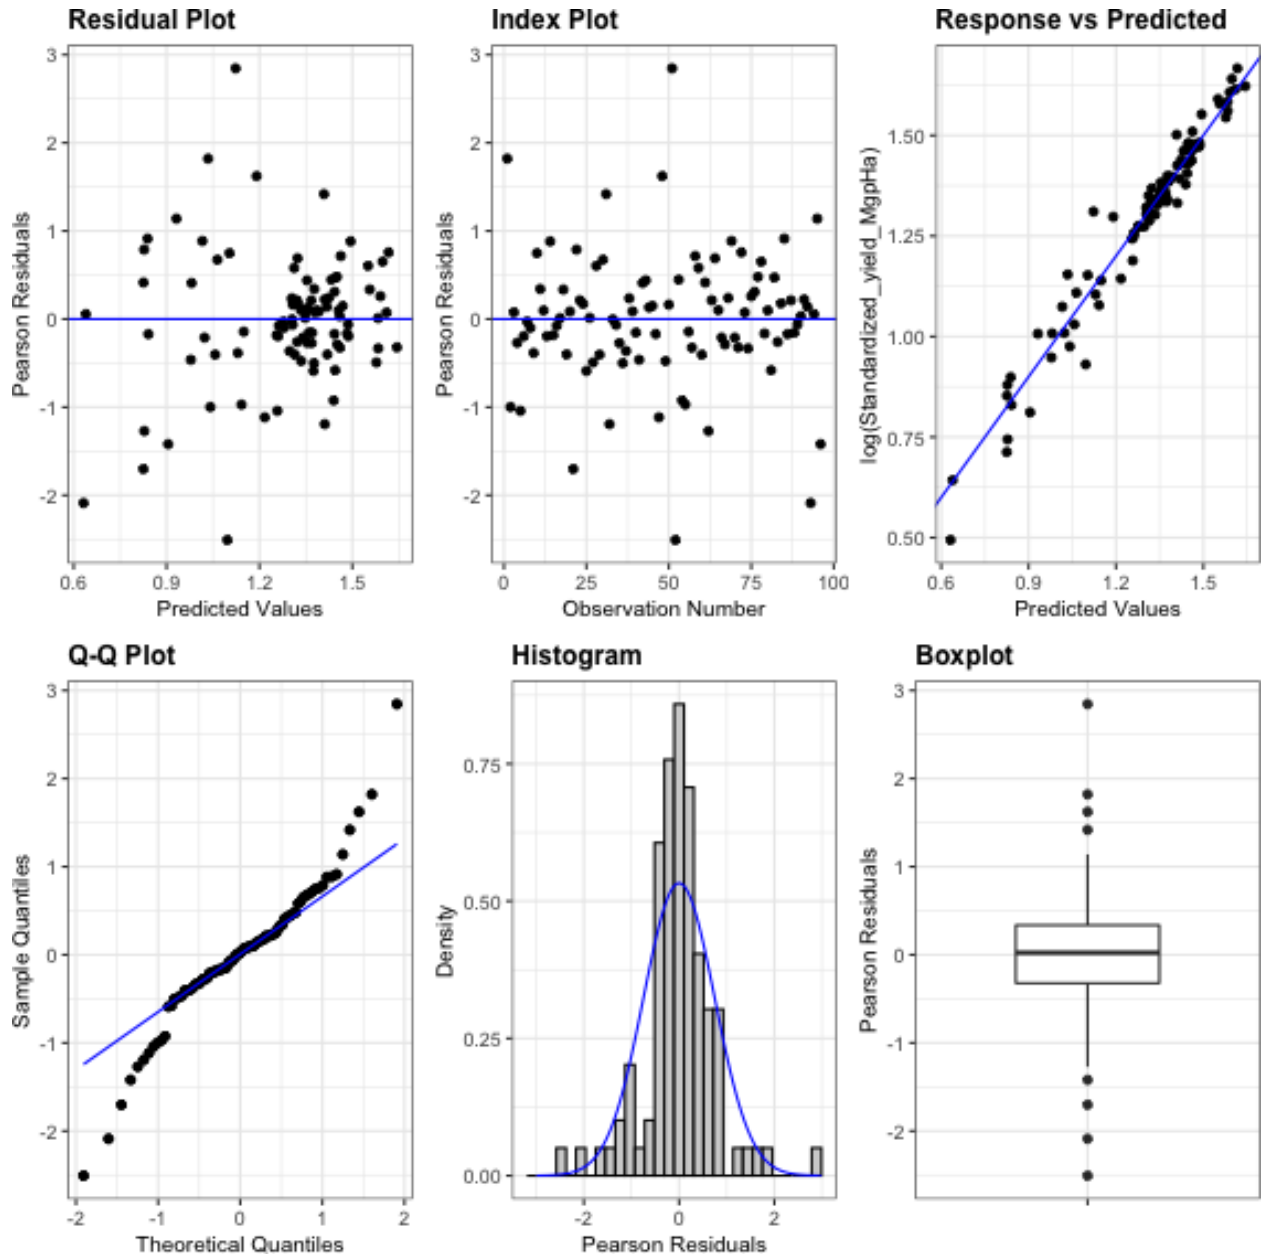 Residual Plot
Pearson Residuals
3
2
1
0
-1
-2
0.6 0.9 1.2 1.5
Predicted Values
Index Plot
Pearson Residuals
3
2
1
0
-1
-2
0 25 50 75 100
Observation Number
Response vs Predicted
log(Standardized_yield_MgpHa)
1.50
1.25
1.00
0.75
0.50
0.6 0.9 1.2 1.5
Predicted Values
Q-Q Plot
Sample Quantiles
3
2
1
0
-1
-2
-2 -1 0 1 2
Theoretical Quantiles
Histogram
Density
0.75
0.50
0.25
0.00
-2 0 2
Pearson Residuals
Boxplot
Pearson Residuals
3
2
1
0
-1
-2